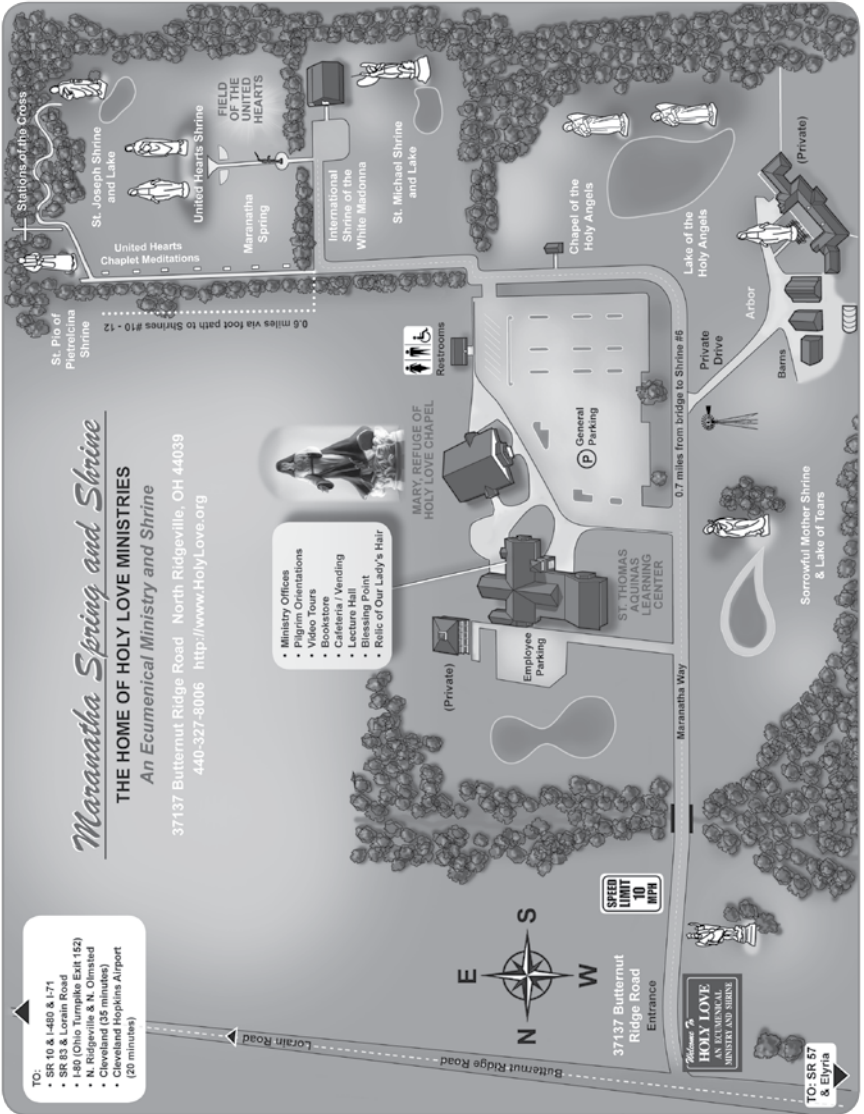 Maranatha Spring and Shrine
THE HOME OF HOLY LOVE MINISTRIES
An Ecumenical Ministry and Shrine
37137 Butternut Ridge Road North Ridgeville, OH 44039
440-327-8006 http://www.HolyLove.org
TO:
• SR 10 & I-480 & I-71
• SR 83 & Lorain Road
• I-80 (Ohio Turnpike Exit 152)
• N. Ridgeville & N. Olmsted
• Cleveland (35 minutes)
• Cleveland Hopkins Airport
(20 minutes)
Lorain Road
Butternut Ridge Road
N
E
S
W
37137 Butternut
Ridge Road
Entrance
SPEED
LIMIT
10
MPH
Welcome To
HOLY LOVE
AN ECUMENICAL
MINISTRY AND SHRINE
TO: SR 57
& Elyria
• Ministry Offices
• Pilgrim Orientations
• Video Tours
• Bookstore
• Cafeteria / Vending
• Lecture Hall
• Blessing Point
• Relic of Our Lady's Hair
(Private)
Employee
Parking
ST. THOMAS
AQUINAS
LEARNING
CENTER
Maranatha Way
MARY, REFUGE OF
HOLY LOVE CHAPEL
Restrooms
P
General
Parking
0.7 miles from bridge to Shrine #6
Sorrowful Mother Shrine
& Lake of Tears
Private
Drive
Barns
Arbor
(Private)
Lake of the
Holy Angels
Chapel of the
Holy Angels
St. Pio of
Pietrelcina
Shrine
0.6 miles via foot path to Shrines #10 - 12
United Hearts
Chaplet Meditations
Stations of the Cross
St. Joseph Shrine
and Lake
United Hearts Shrine
FIELD
OF THE
UNITED
HEARTS
Maranatha
Spring
International
Shrine of the
White Madonna
St. Michael Shrine
and Lake